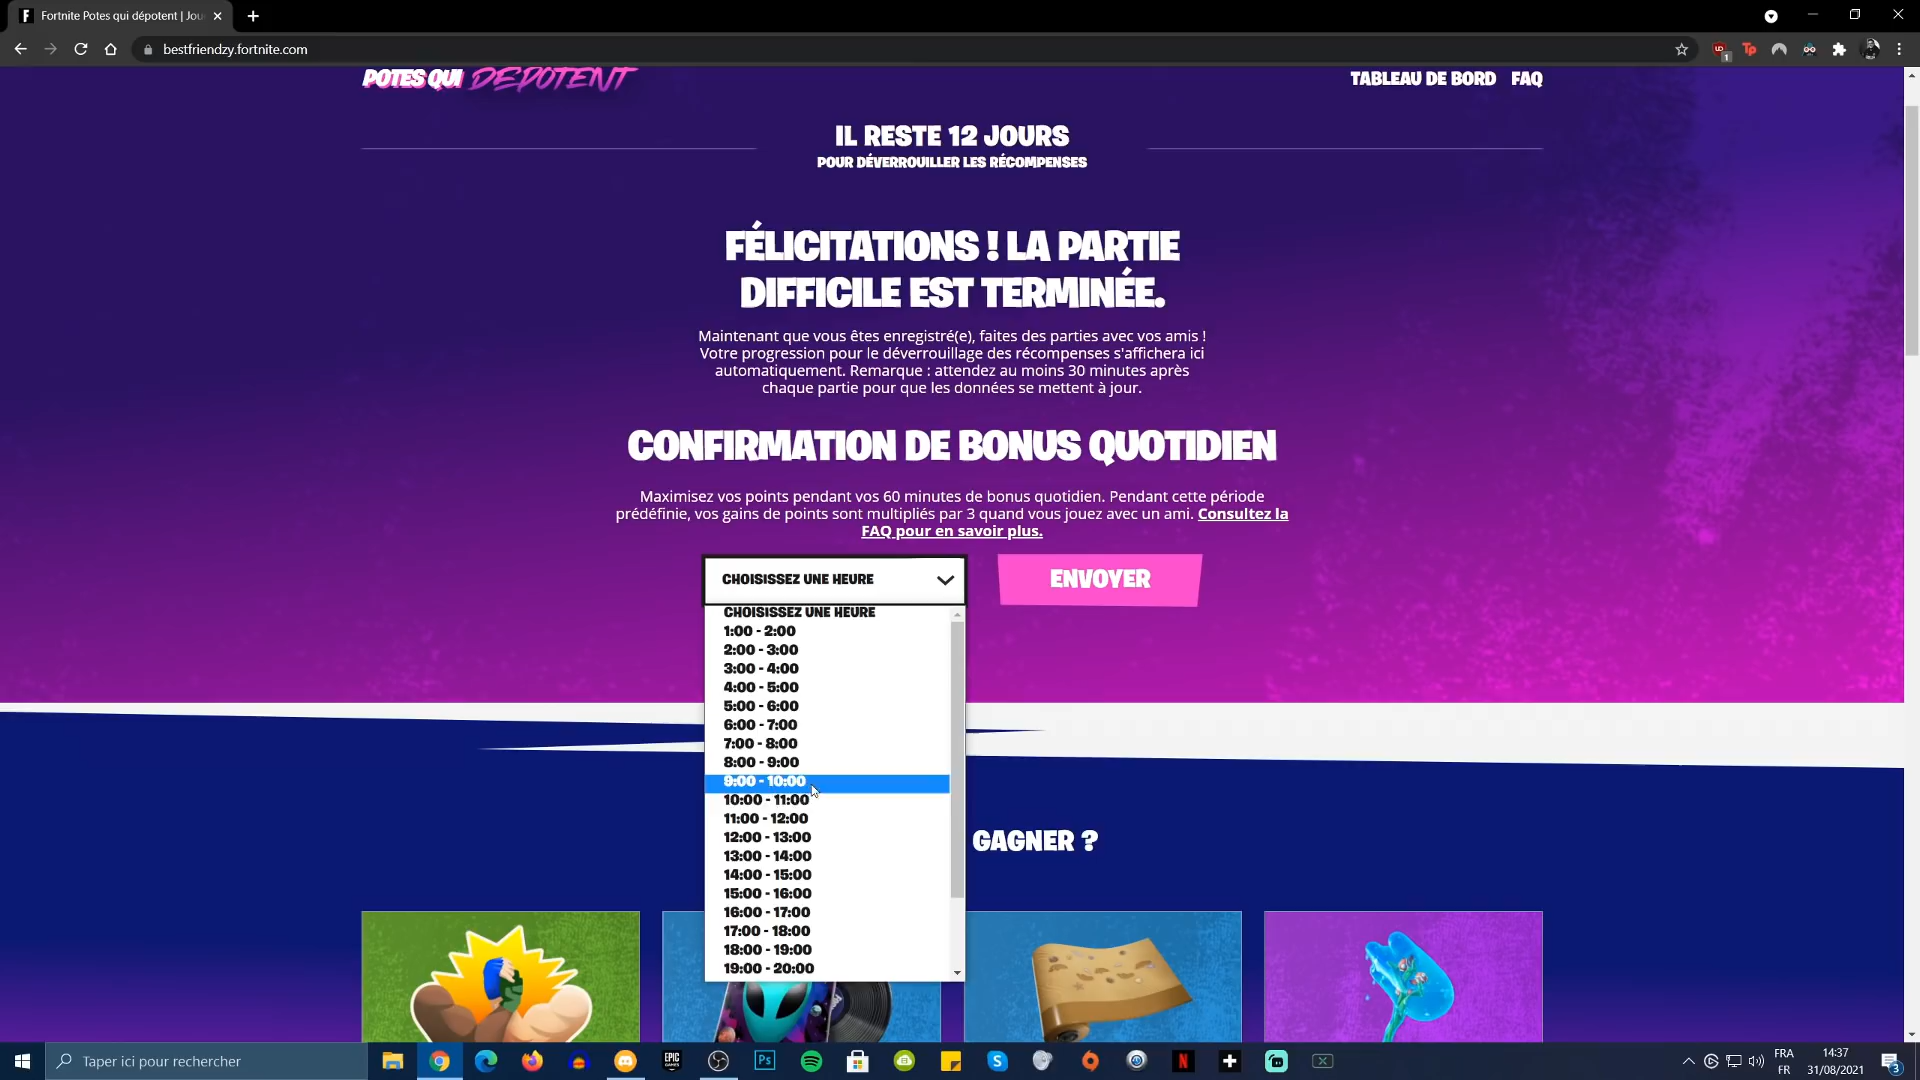 Fortnite Potes qui dépotent | Jou
bestfriendzy.fortnite.com
POTES QUI DÉPOTENT
TABLEAU DE BORD FAQ
IL RESTE 12 JOURS
POUR DÉVERROUILLER LES RÉCOMPENSES
FÉLICITATIONS ! LA PARTIE
DIFFICILE EST TERMINÉE.
Maintenant que vous êtes enregistré(e), faites des parties avec vos amis !
Votre progression pour le déverrouillage des récompenses s'affichera ici
automatiquement. Remarque : attendez au moins 30 minutes après
chaque partie pour que les données se mettent à jour.
CONFIRMATION DE BONUS QUOTIDIEN
Maximisez vos points pendant vos 60 minutes de bonus quotidien. Pendant cette période
prédéfinie, vos gains de points sont multipliés par 3 quand vous jouez avec un ami. Consultez la
FAQ pour en savoir plus.
CHOISISSEZ UNE HEURE
ENVOYER
CHOISISSEZ UNE HEURE
1:00 - 2:00
2:00 - 3:00
3:00 - 4:00
4:00 - 5:00
5:00 - 6:00
6:00 - 7:00
7:00 - 8:00
8:00 - 9:00
9:00 - 10:00
10:00 - 11:00
11:00 - 12:00
12:00 - 13:00
13:00 - 14:00
14:00 - 15:00
15:00 - 16:00
16:00 - 17:00
17:00 - 18:00
18:00 - 19:00
19:00 - 20:00
GAGNER ?
Taper ici pour rechercher
EPIC GAMES
Ps
FRA
FR
14:37
31/08/2021
3